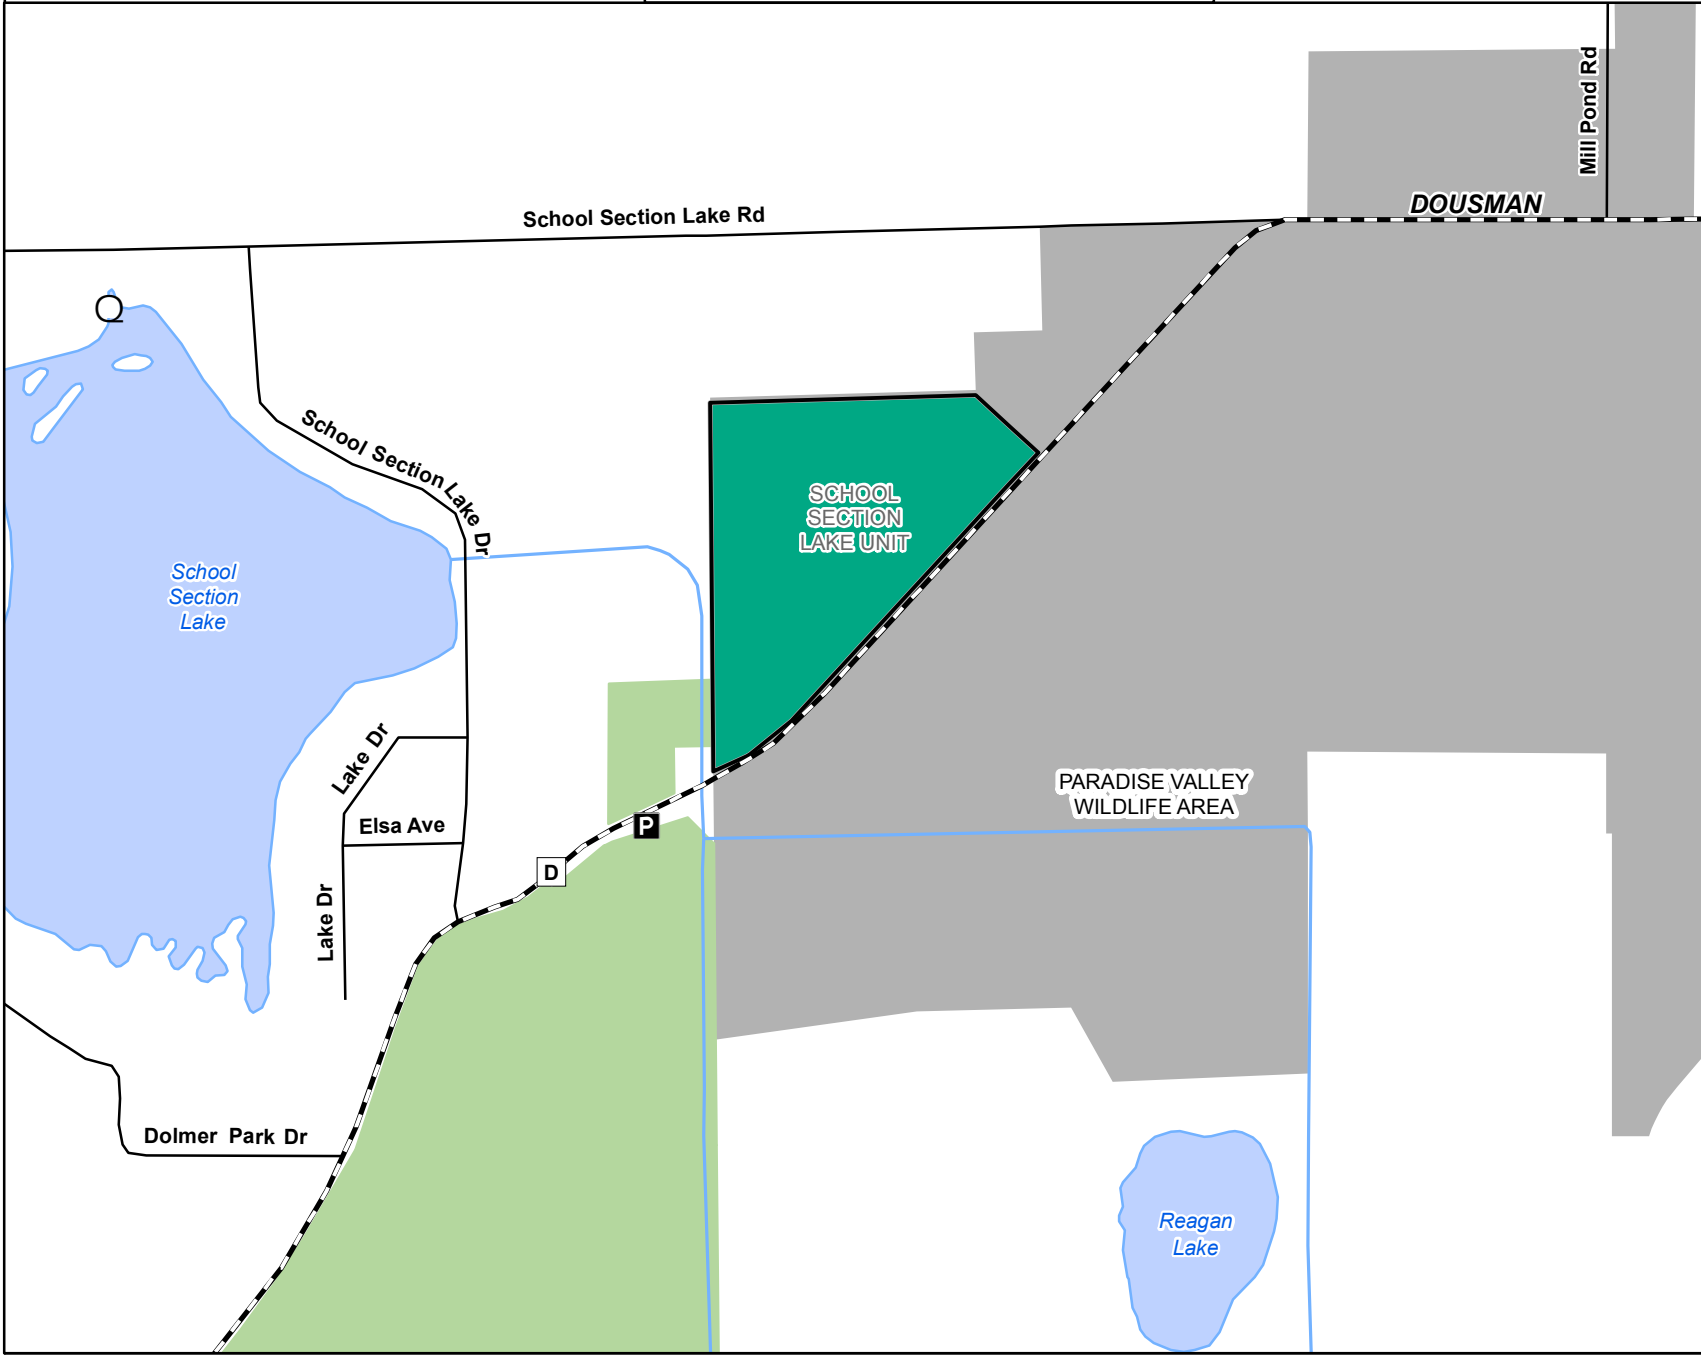 Mill Pond Rd
DOUSMAN
School Section Lake Rd
School Section Lake Dr
SCHOOL
SECTION
LAKE UNIT
School
Section
Lake
Lake Dr
PARADISE VALLEY
WILDLIFE AREA
Elsa Ave
P
D
Lake Dr
Dolmer Park Dr
Reagan
Lake